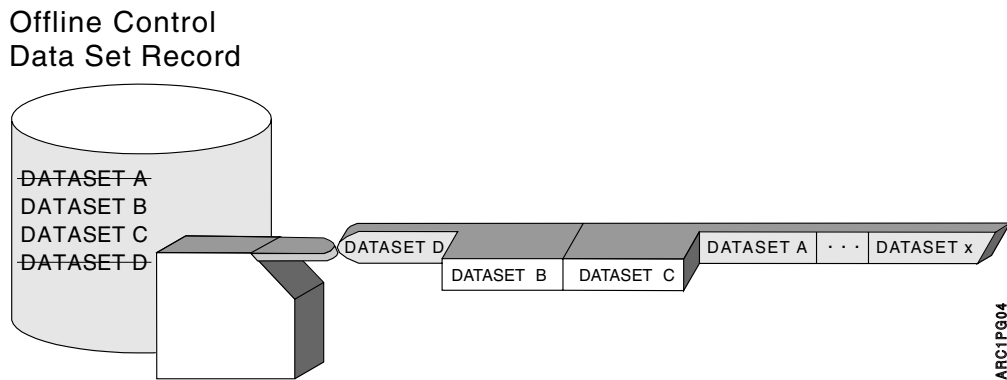 Offline Control
Data Set Record
DATASET A
DATASET B
DATASET C
DATASET D
DATASET D
DATASET B
DATASET C
DATASET A
. . .
DATASET x
ARC1PG04